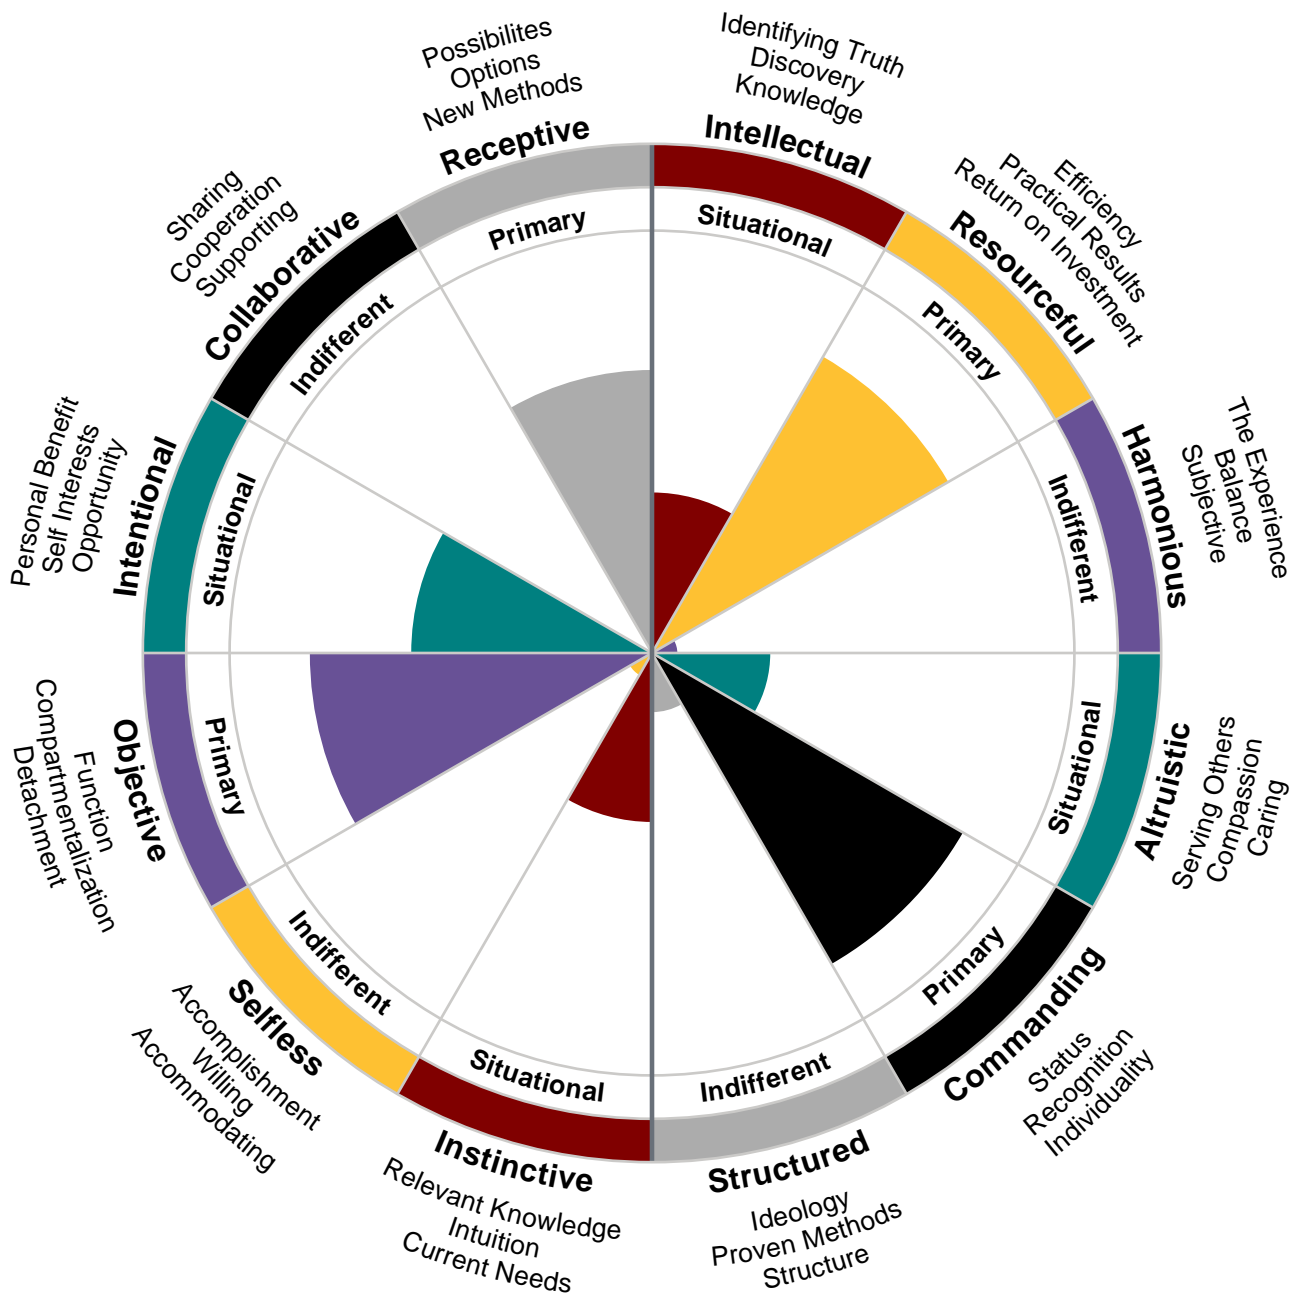 Identifying Truth
Discovery
Knowledge
Intellectual
Situational
Efficiency
Practical Results
Return on Investment
Resourceful
Primary
The Experience
Balance
Subjective
Harmonious
Indifferent
Serving Others
Compassion
Caring
Altruistic
Situational
Commanding
Primary
Status
Recognition
Individuality
Indifferent
Structured
Ideology
Proven Methods
Structure
Situational
Instinctive
Relevant Knowledge
Intuition
Current Needs
Indifferent
Selfless
Accomplishment
Willing
Accommodating
Primary
Objective
Function
Compartmentalization
Detachment
Personal Benefit
Self Interests
Opportunity
Intentional
Situational
Sharing
Cooperation
Supporting
Collaborative
Indifferent
Possibilites
Options
New Methods
Receptive
Primary